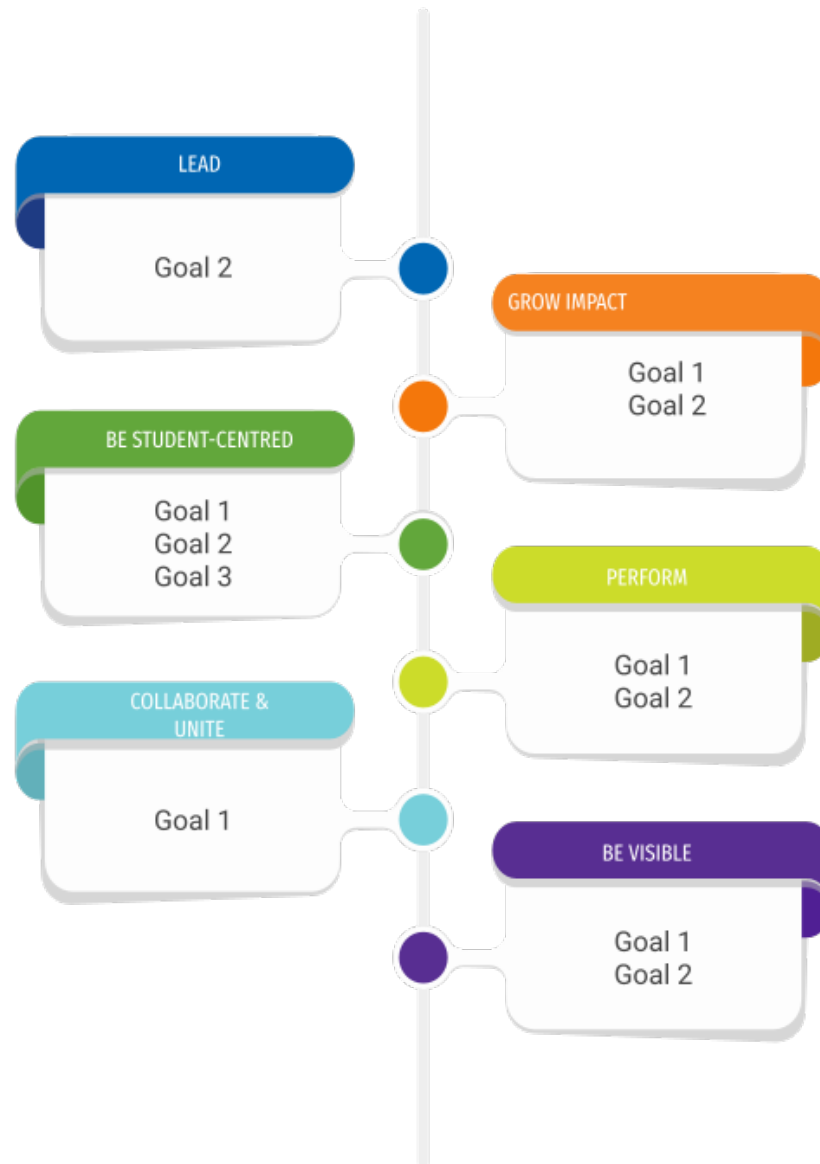 LEAD
Goal 2
GROW IMPACT
Goal 1
Goal 2
BE STUDENT-CENTRED
Goal 1
Goal 2
Goal 3
PERFORM
Goal 1
Goal 2
COLLABORATE &
UNITE
Goal 1
BE VISIBLE
Goal 1
Goal 2